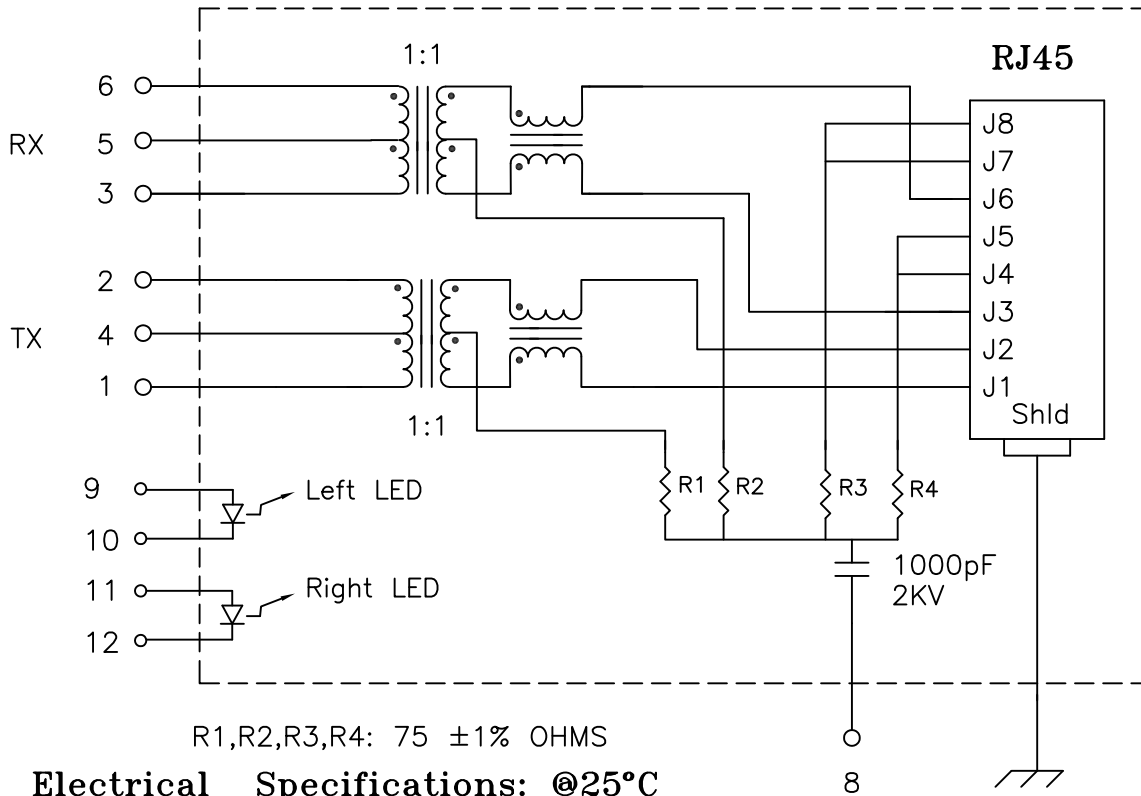 1:1
RJ45
6
RX
5
3
J8
J7
J6
J5
J4
J3
J2
J1
Shld
2
TX
4
1
1:1
9
Left LED
10
R1
R2
R3
R4
11
Right LED
12
1000pF
2KV
R1,R2,R3,R4: 75 ±1% OHMS
Electrical Specifications: @25°C
8